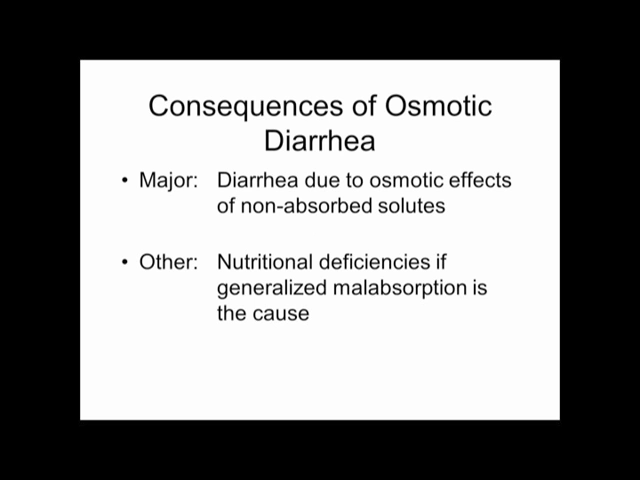 Consequences of Osmotic
Diarrhea
• Major: Diarrhea due to osmotic effects
of non-absorbed solutes
• Other: Nutritional deficiencies if
generalized malabsorption is
the cause